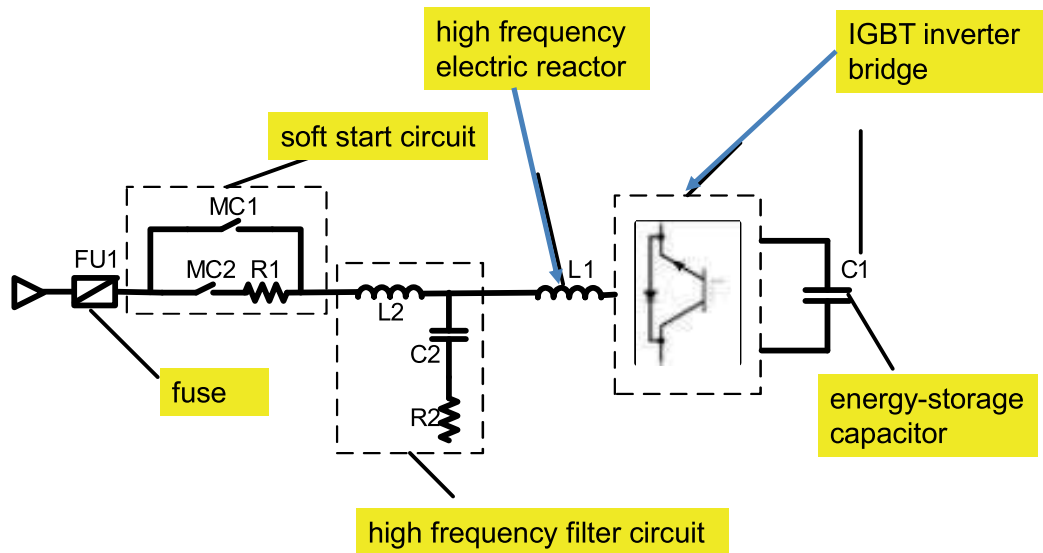 high frequency
electric reactor
IGBT inverter
bridge
soft start circuit
MC1
FU1
MC2
R1
L1
C1
L2
C2
R2
fuse
energy-storage
capacitor
high frequency filter circuit